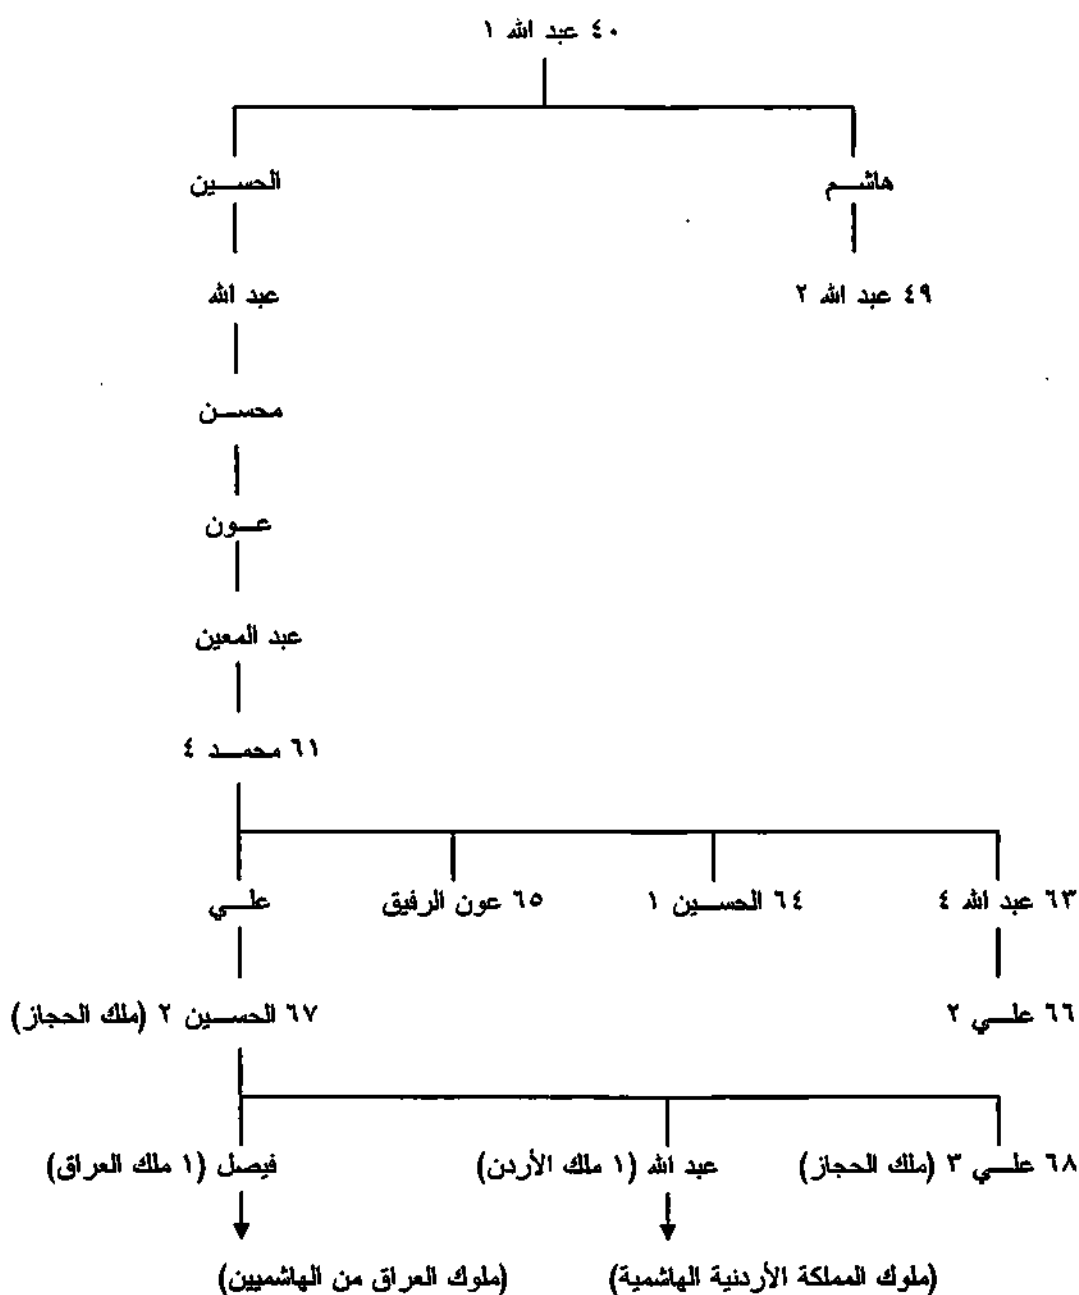 ٤٠ عبد الله ١
هاشم
الحسين
٤٩ عبد الله ٢
عبد الله
محسن
عون
عبد المعين
٦١ محمد ٤
٦٣ عبد الله ٤
٦٤ الحسين ١
٦٥ عون الرفيق
علي
٦٦ علي ٢
٦٧ الحسين ٢ (ملك الحجاز)
٦٨ علي ٣ (ملك الحجاز)
عبد الله (١ ملك الأردن)
فيصل (١ ملك العراق)
(ملوك المملكة الأردنية الهاشمية)
(ملوك العراق من الهاشميين)